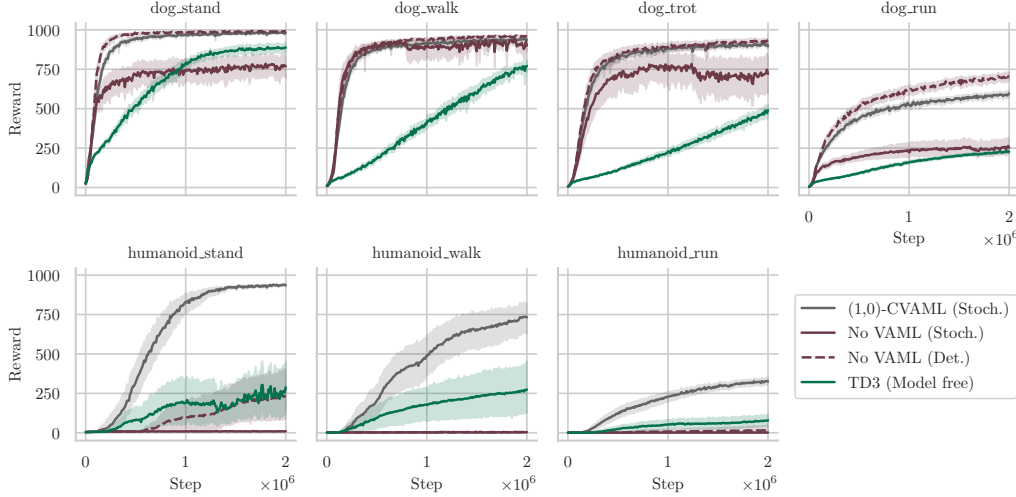 dog_stand
dog_walk
dog_trot
dog_run
Reward
1000
750
500
250
0
0
1
2
Step
×10⁶
humanoid_stand
humanoid_walk
humanoid_run
Reward
1000
750
500
250
0
0
1
2
Step
×10⁶
0
1
2
Step
×10⁶
0
1
2
Step
×10⁶
(1,0)-CVAML (Stoch.)
No VAML (Stoch.)
No VAML (Det.)
TD3 (Model free)